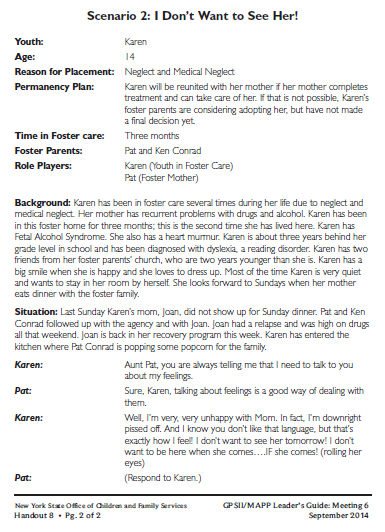 Scenario 2: I Don't Want to See Her!
Youth: Karen
Age: 14
Reason for Placement: Neglect and Medical Neglect
Permanency Plan: Karen will be reunited with her mother if her mother completes
treatment and can take care of her. If that is not possible, Karen's
foster parents are considering adopting her, but have not made
a final decision yet.
Time in Foster care: Three months
Foster Parents: Pat and Ken Conrad
Role Players: Karen (Youth in Foster Care)
Pat (Foster Mother)
Background: Karen has been in foster care several times during her life due to neglect and
medical neglect. Her mother has recurrent problems with drugs and alcohol. Karen has been
in this foster home for three months; this is the second time she has lived here. Karen has
Fetal Alcohol Syndrome. She also has a heart murmur. Karen is about three years behind her
grade level in school and has been diagnosed with dyslexia, a reading disorder. Karen has two
friends from her foster parents' church, who are two years younger than she is. Karen has a
big smile when she is happy and she loves to dress up. Most of the time Karen is very quiet
and wants to stay in her room by herself. She looks forward to Sundays when her mother
eats dinner with the foster family.
Situation: Last Sunday Karen's mom, Joan, did not show up for Sunday dinner. Pat and Ken
Conrad followed up with the agency and with Joan. Joan had a relapse and was high on drugs
all that weekend. Joan is back in her recovery program this week. Karen has entered the
kitchen where Pat Conrad is popping some popcorn for the family.
Karen: Aunt Pat, you are always telling me that I need to talk to you
about my feelings.
Pat: Sure, Karen, talking about feelings is a good way of dealing with
them.
Karen: Well, I'm very, very unhappy with Mom. In fact, I'm downright
pissed off. And I know you don't like that language, but that's
exactly how I feel! I don't want to see her tomorrow! I don't
want to be here when she comes….IF she comes! (rolling her
eyes)
Pat: (Respond to Karen.)
New York State Office of Children and Family Services GPSII/MAPP Leader's Guide: Meeting 6
Handout 8 • Pg. 2 of 2 September 2014